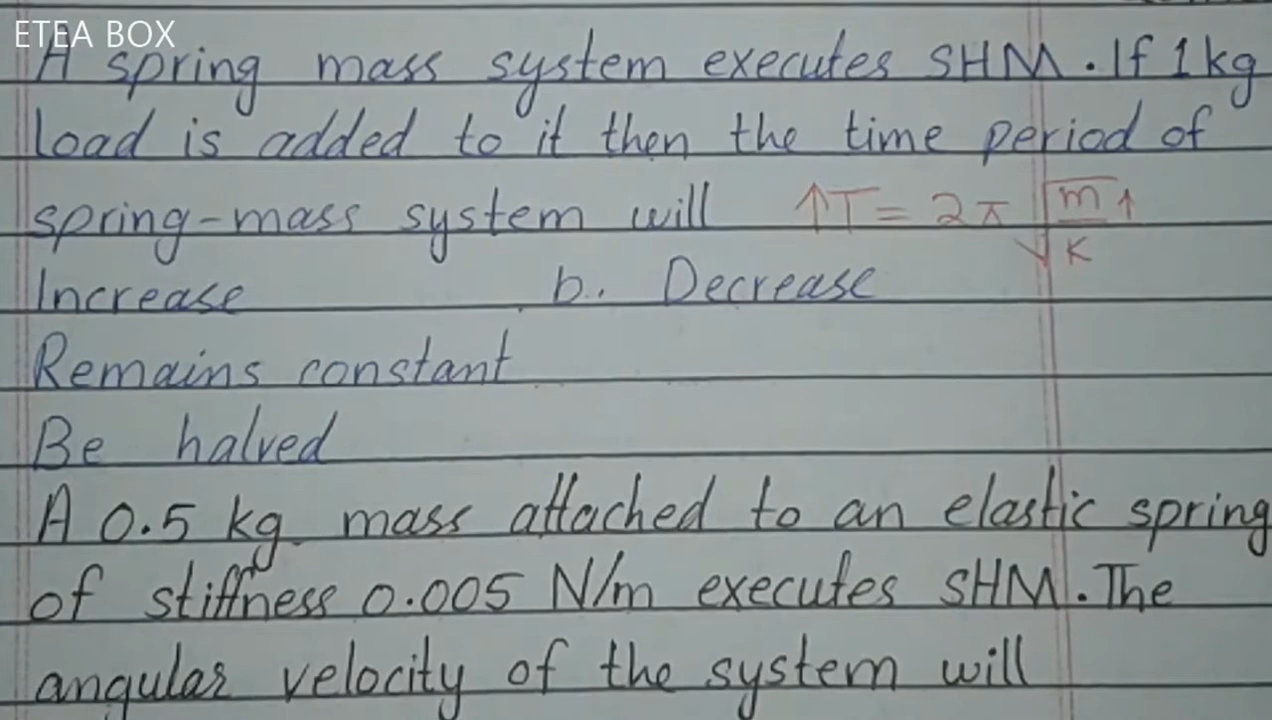 ETEA BOX
A spring mass system executes SHM. If 1kg
load is added to it then the time period of
spring-mass system will ↑T = 2π √m↑/K
Increase b. Decrease
Remains constant
Be halved
A 0.5 kg mass attached to an elastic spring
of stiffness 0.005 N/m executes SHM. The
angular velocity of the system will